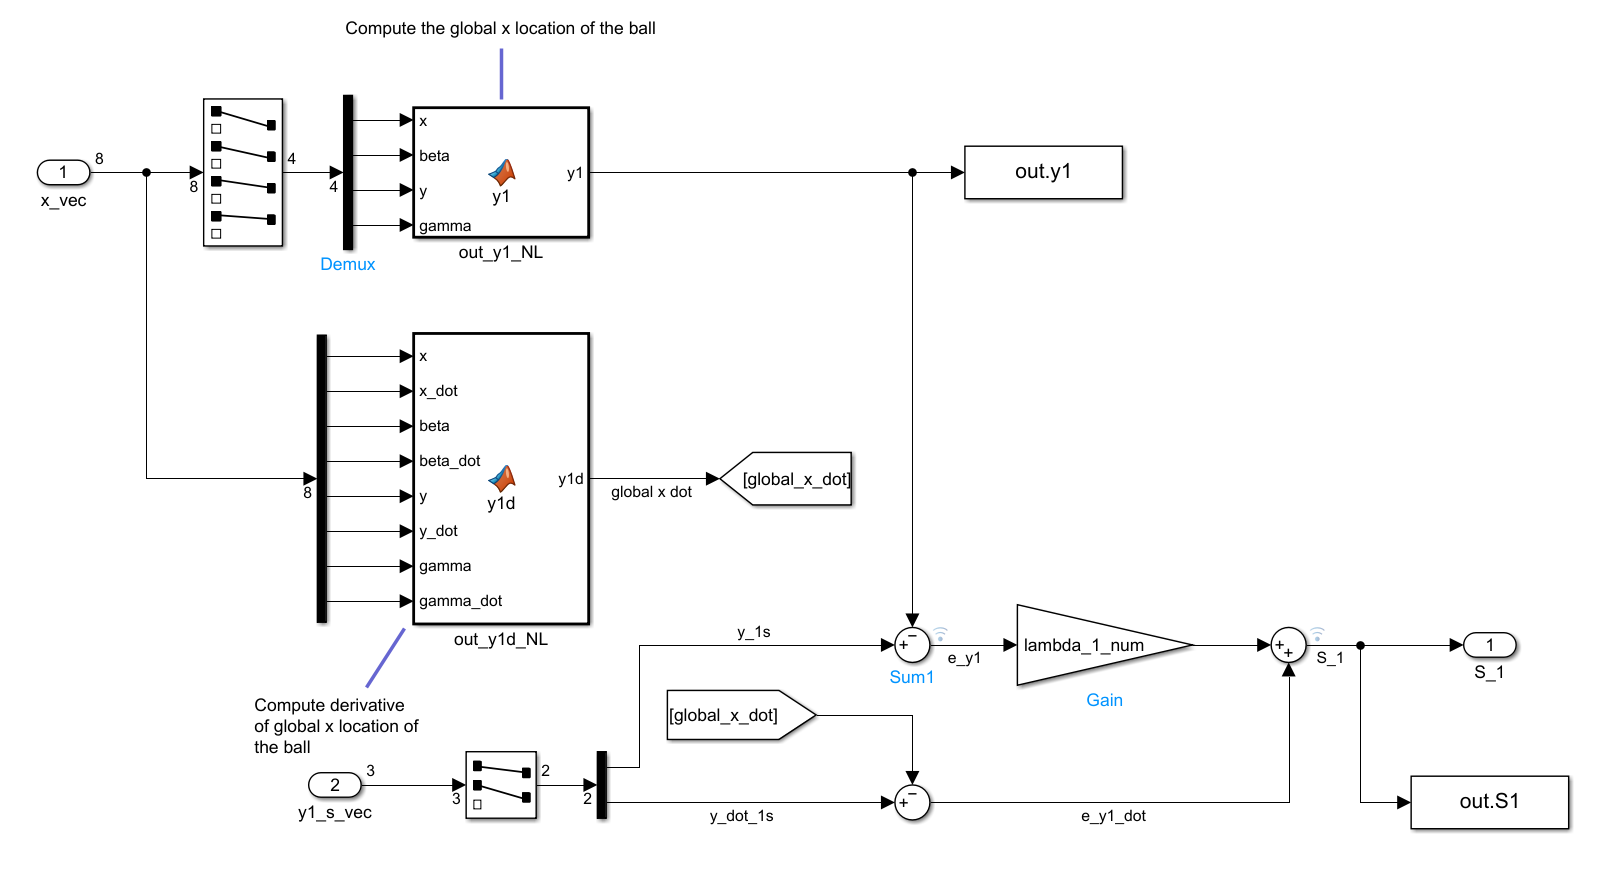 Compute the global x location of the ball
1
x_vec
8
8
4
4
Demux
x
beta
y
gamma
y1
y1
out_y1_NL
out.y1
8
x
x_dot
beta
beta_dot
y
y_dot
gamma
gamma_dot
y1d
y1d
out_y1d_NL
global x dot
[global_x_dot]
Compute derivative
of global x location of
the ball
2
y1_s_vec
3
3
2
2
y_1s
y_dot_1s
[global_x_dot]
+
−
Sum1
e_y1
+
−
e_y1_dot
lambda_1_num
Gain
+
+
S_1
1
S_1
out.S1